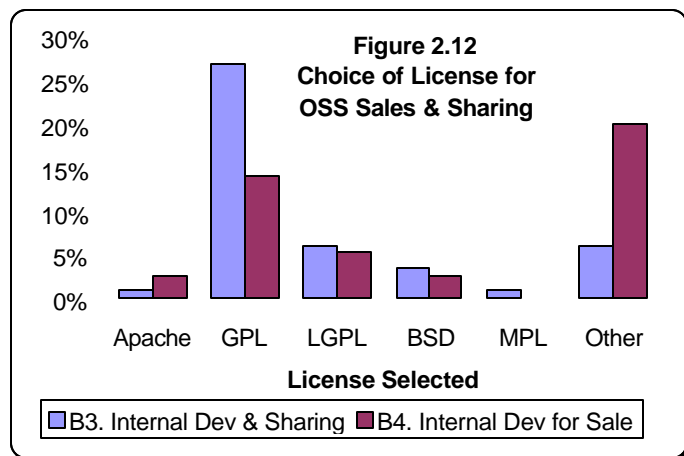 Figure 2.12
Choice of License for
OSS Sales & Sharing
30%
25%
20%
15%
10%
5%
0%
Apache GPL LGPL BSD MPL Other
License Selected
B3. Internal Dev & Sharing B4. Internal Dev for Sale